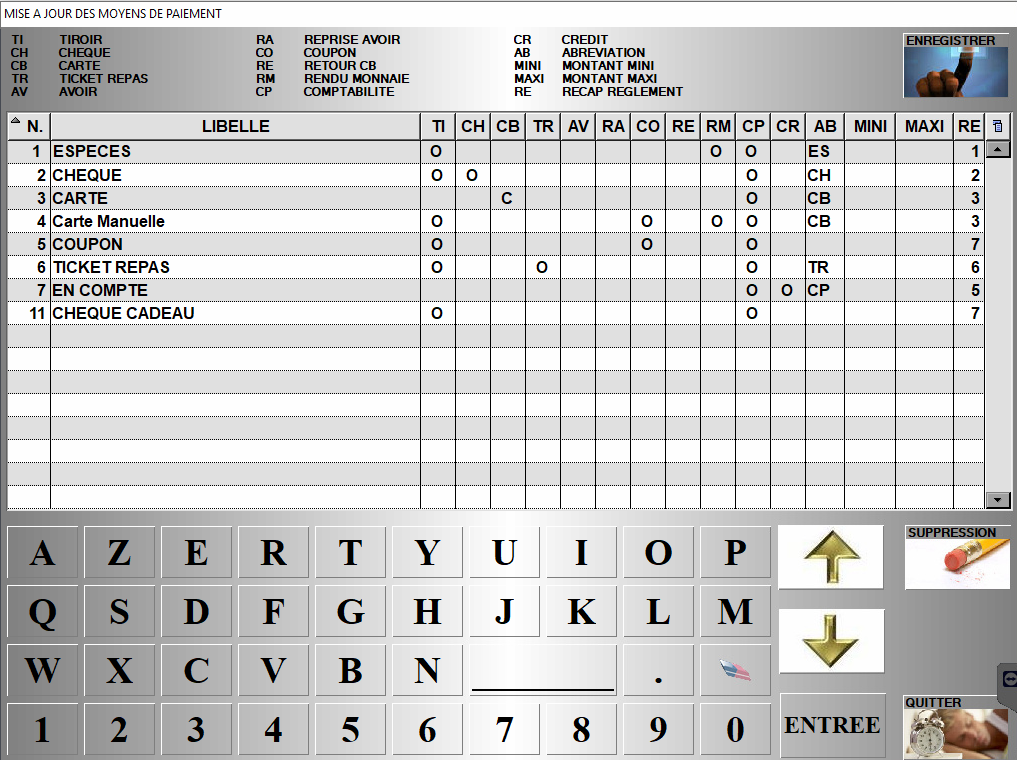 MISE A JOUR DES MOYENS DE PAIEMENT
TI TIROIR RA REPRISE AVOIR CR CREDIT ENREGISTRER
CH CHEQUE CO COUPON AB ABREVIATION
CB CARTE RE RETOUR CB MINI MONTANT MINI
TR TICKET REPAS RM RENDU MONNAIE MAXI MONTANT MAXI
AV AVOIR CP COMPTABILITE RE RECAP REGLEMENT
N. LIBELLE TI CH CB TR AV RA CO RE RM CP CR AB MINI MAXI RE
1 ESPECES O O O ES 1
2 CHEQUE O O O CH 2
3 CARTE C O CB 3
4 Carte Manuelle O O O O CB 3
5 COUPON O O O 7
6 TICKET REPAS O O O TR 6
7 EN COMPTE O O CP 5
11 CHEQUE CADEAU O O 7
A Z E R T Y U I O P SUPPRESSION
Q S D F G H J K L M
W X C V B N _ .
1 2 3 4 5 6 7 8 9 0 ENTREE QUITTER